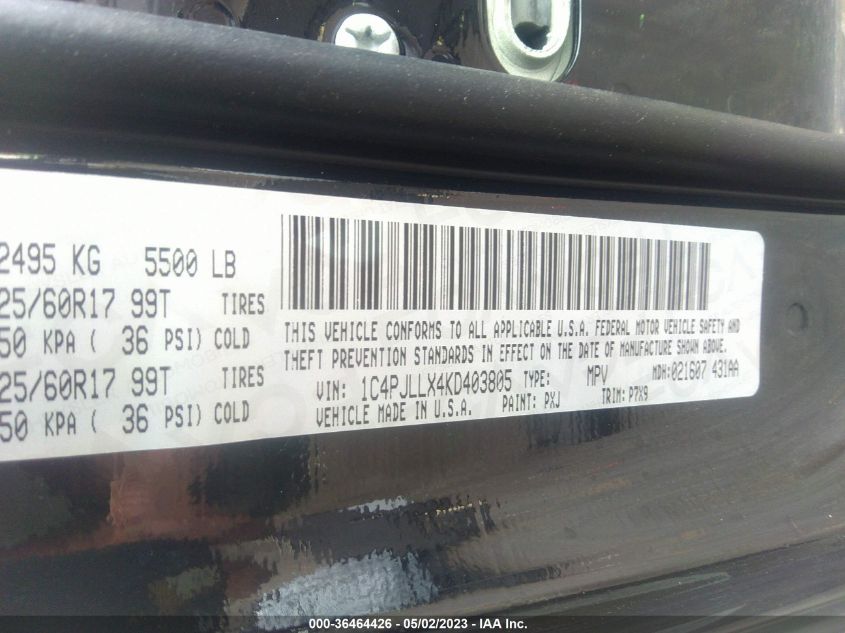 2495 KG 5500 LB
25/60R17 99T TIRES
50 KPA ( 36 PSI) COLD
25/60R17 99T TIRES
50 KPA ( 36 PSI) COLD
THIS VEHICLE CONFORMS TO ALL APPLICABLE U.S.A. FEDERAL MOTOR VEHICLE SAFETY AND
THEFT PREVENTION STANDARDS IN EFFECT ON THE DATE OF MANUFACTURE SHOWN ABOVE.
VIN: 1C4PJLLX4KD403805 TYPE: MPV MDH:021607 431AA
VEHICLE MADE IN U.S.A. PAINT: PXJ TRIM: P7X9
000-36464426 - 05/02/2023 - IAA Inc.